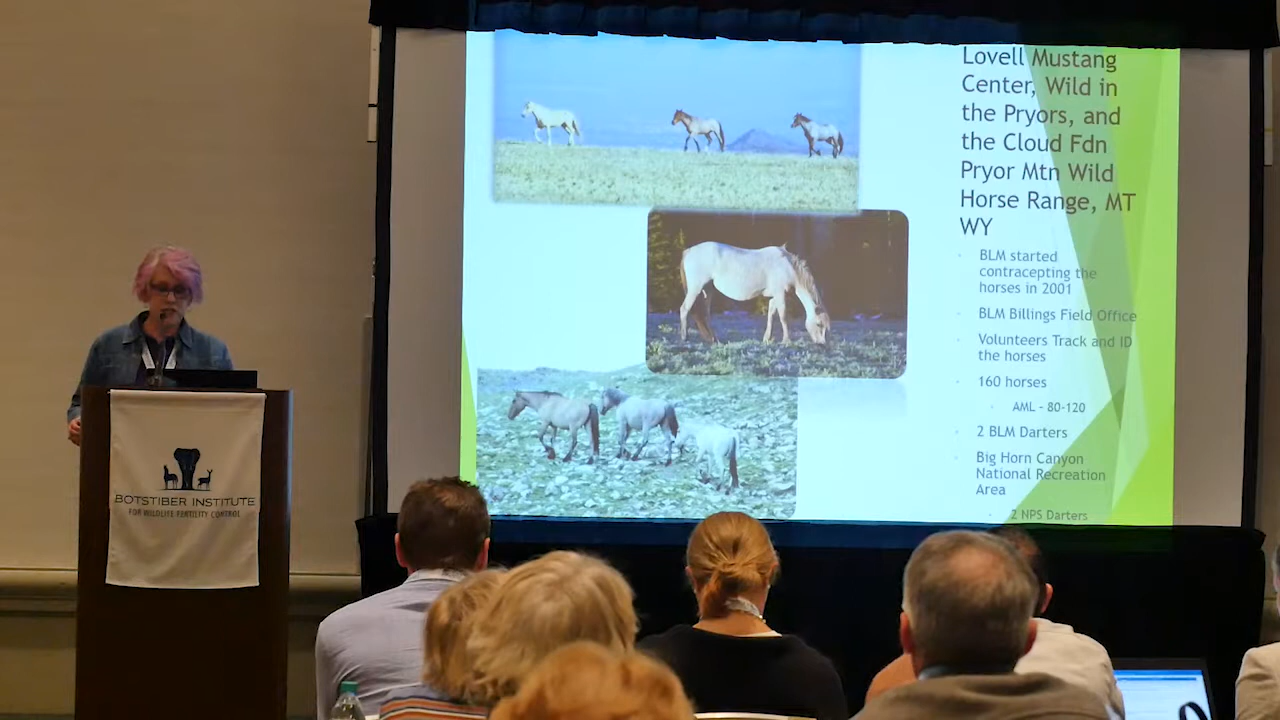 Lovell Mustang
Center, Wild in
the Pryors, and
the Cloud Fdn
Pryor Mtn Wild
Horse Range, MT
WY
BLM started
contracepting the
horses in 2001
BLM Billings Field Office
Volunteers Track and ID
the horses
160 horses
AML - 80-120
2 BLM Darters
Big Horn Canyon
National Recreation
Area
2 NPS Darters
BOTSTIBER INSTITUTE
FOR WILDLIFE FERTILITY CONTROL